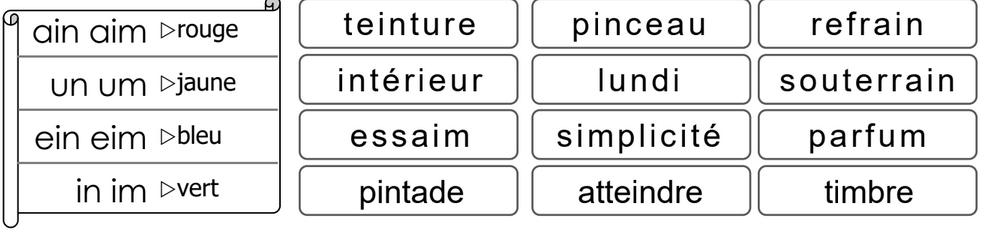 ain aim ▷rouge
un um ▷jaune
ein eim ▷bleu
in im ▷vert
teinture pinceau refrain
intérieur lundi souterrain
essaim simplicité parfum
pintade atteindre timbre